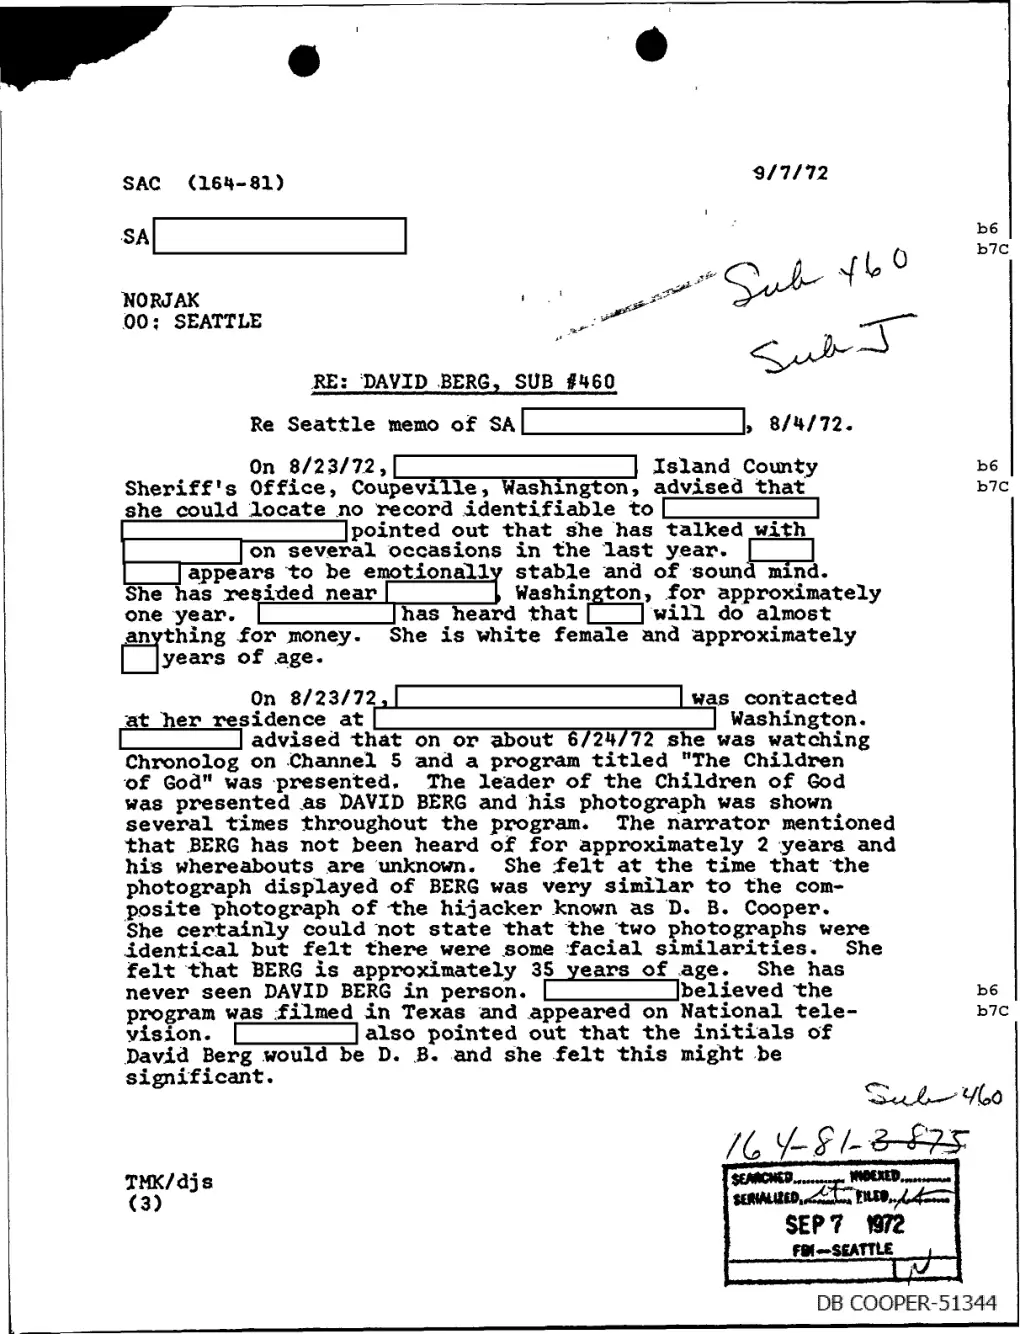 SAC (164-81)
9/7/72
SA
b6
b7C
NORJAK
OO: SEATTLE
Sub 460
Sub J
RE: DAVID BERG, SUB #460
Re Seattle memo of SA , 8/4/72.
On 8/23/72, Island County
b6
Sheriff's Office, Coupeville, Washington, advised that
b7C
she could locate no record identifiable to
pointed out that she has talked with
on several occasions in the last year.
appears to be emotionally stable and of sound mind.
She has resided near , Washington, for approximately
one year. has heard that will do almost
anything for money. She is white female and approximately
years of age.
On 8/23/72, was contacted
at her residence at Washington.
advised that on or about 6/24/72 she was watching
Chronolog on Channel 5 and a program titled "The Children
of God" was presented. The leader of the Children of God
was presented as DAVID BERG and his photograph was shown
several times throughout the program. The narrator mentioned
that BERG has not been heard of for approximately 2 years and
his whereabouts are unknown. She felt at the time that the
photograph displayed of BERG was very similar to the com-
posite photograph of the hijacker known as D. B. Cooper.
She certainly could not state that the two photographs were
identical but felt there were some facial similarities. She
felt that BERG is approximately 35 years of age. She has
never seen DAVID BERG in person. believed the
b6
program was filmed in Texas and appeared on National tele-
b7C
vision. also pointed out that the initials of
David Berg would be D. B. and she felt this might be
significant.
Sub 460
164-81-3875
TMK/djs
(3)
SEARCHED.......... INDEXED..........
SERIALIZED.......... FILED..........
SEP 7 1972
FBI-SEATTLE
DB COOPER-51344